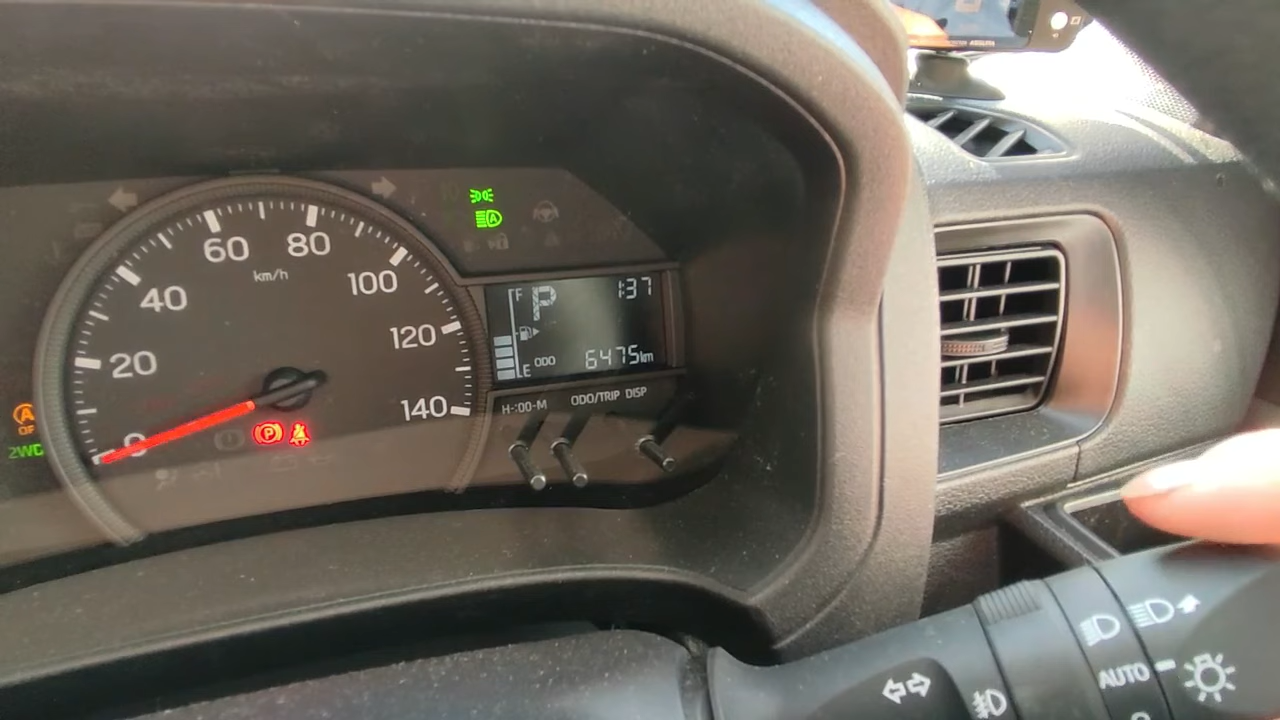 60
80
km/h
40
100
20
120
140
0
F
P
1:37
E
ODO
6475km
H-:00-M
ODO/TRIP
DISP
A
OFF
2WD
P
A
AUTO